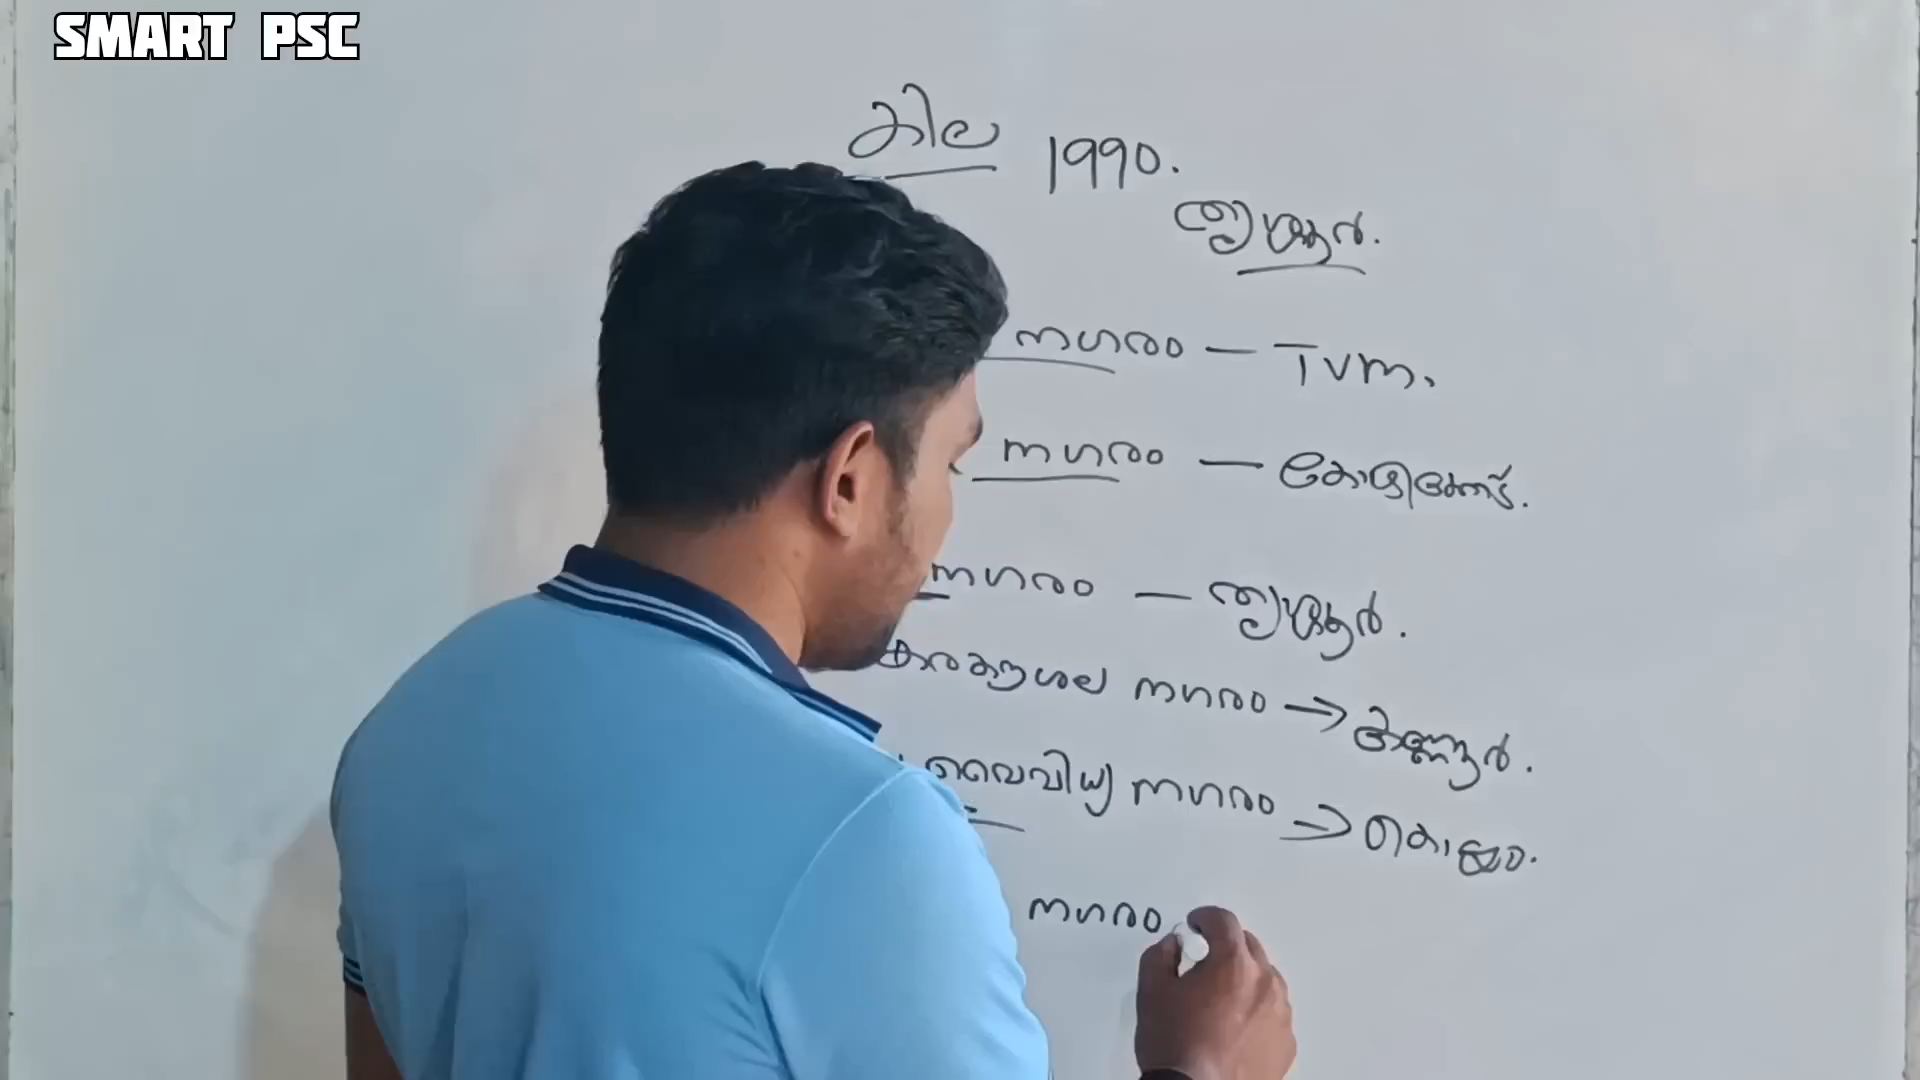 SMART PSC
കില 1990.
തൃശ്ശൂർ.
നഗരം — TVM.
നഗരം — കോഴിക്കോട്.
നഗരം — തൃശ്ശൂർ.
കരകൗശല നഗരം → കണ്ണൂർ.
വൈവിധ്യ നഗരം → കൊല്ലം.
നഗരം